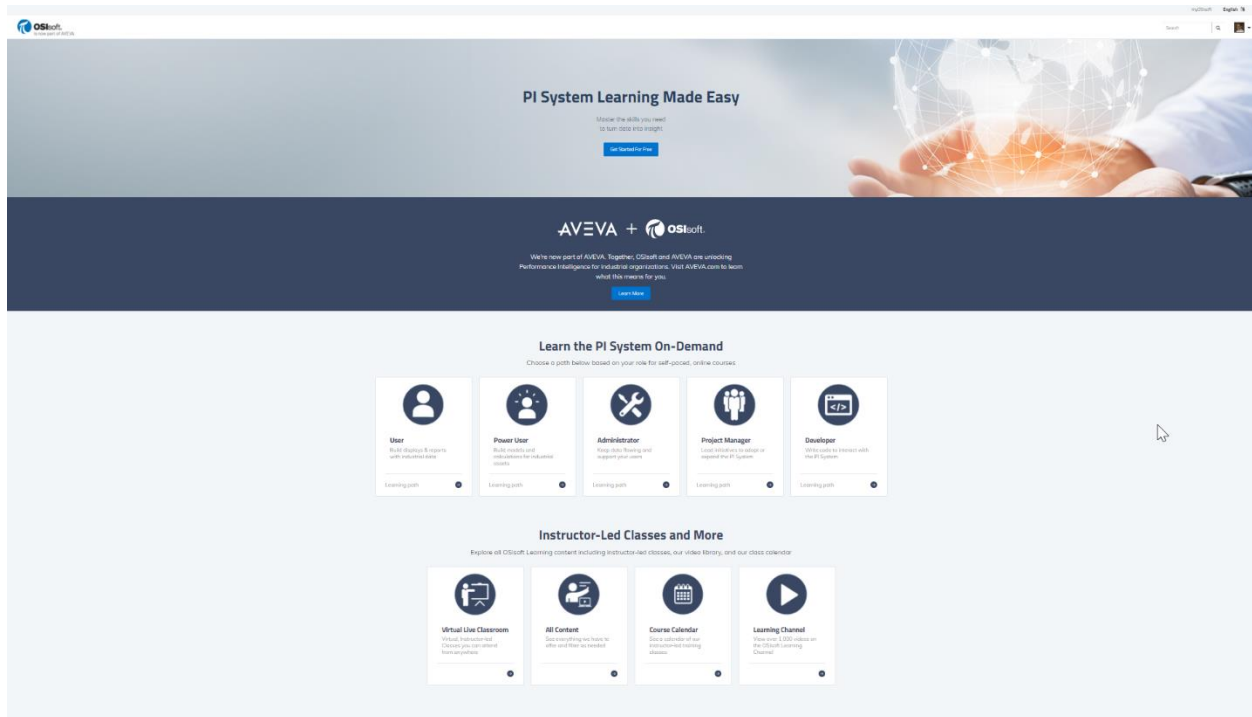 myOSIsoft English
OSIsoft.
is now part of AVEVA
Search
PI System Learning Made Easy
Master the skills you need
to turn data into insight
Get Started For Free
AVEVA + OSIsoft.
We're now part of AVEVA. Together, OSIsoft and AVEVA are unlocking
Performance Intelligence for industrial organizations. Visit AVEVA.com to learn
what this means for you.
Learn More
Learn the PI System On-Demand
Choose a path below based on your role for self-paced, online courses
User
Build displays & reports
with industrial data
Learning path
Power User
Build models and
calculations for industrial
assets
Learning path
Administrator
Keep data flowing and
support your users
Learning path
Project Manager
Lead initiatives to adopt or
expand the PI System
Learning path
Developer
Write code to interact with
the PI System
Learning path
Instructor-Led Classes and More
Explore all OSIsoft Learning content including instructor-led classes, our video library, and our class calendar
Virtual Live Classroom
Virtual, Instructor-led
Classes you can attend
from anywhere
All Content
See everything we have to
offer and filter as needed
Course Calendar
See a calendar of our
instructor-led training
classes
Learning Channel
View over 1,000 videos on
the OSIsoft Learning
Channel